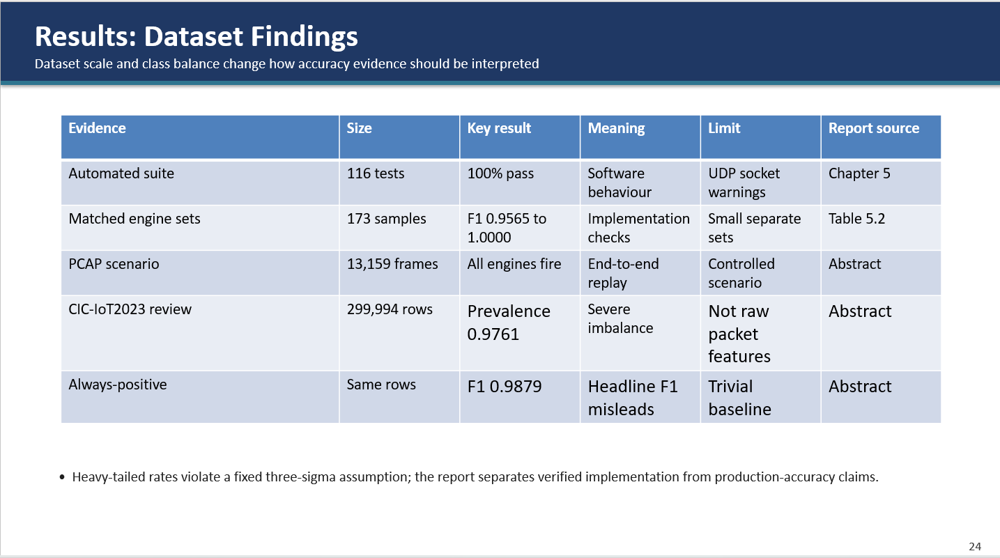 Results: Dataset Findings
Dataset scale and class balance change how accuracy evidence should be interpreted
Evidence Size Key result Meaning Limit Report source
Automated suite 116 tests 100% pass Software behaviour UDP socket warnings Chapter 5
Matched engine sets 173 samples F1 0.9565 to 1.0000 Implementation checks Small separate sets Table 5.2
PCAP scenario 13,159 frames All engines fire End-to-end replay Controlled scenario Abstract
CIC-IoT2023 review 299,994 rows Prevalence 0.9761 Severe imbalance Not raw packet features Abstract
Always-positive Same rows F1 0.9879 Headline F1 misleads Trivial baseline Abstract
• Heavy-tailed rates violate a fixed three-sigma assumption; the report separates verified implementation from production-accuracy claims.
24